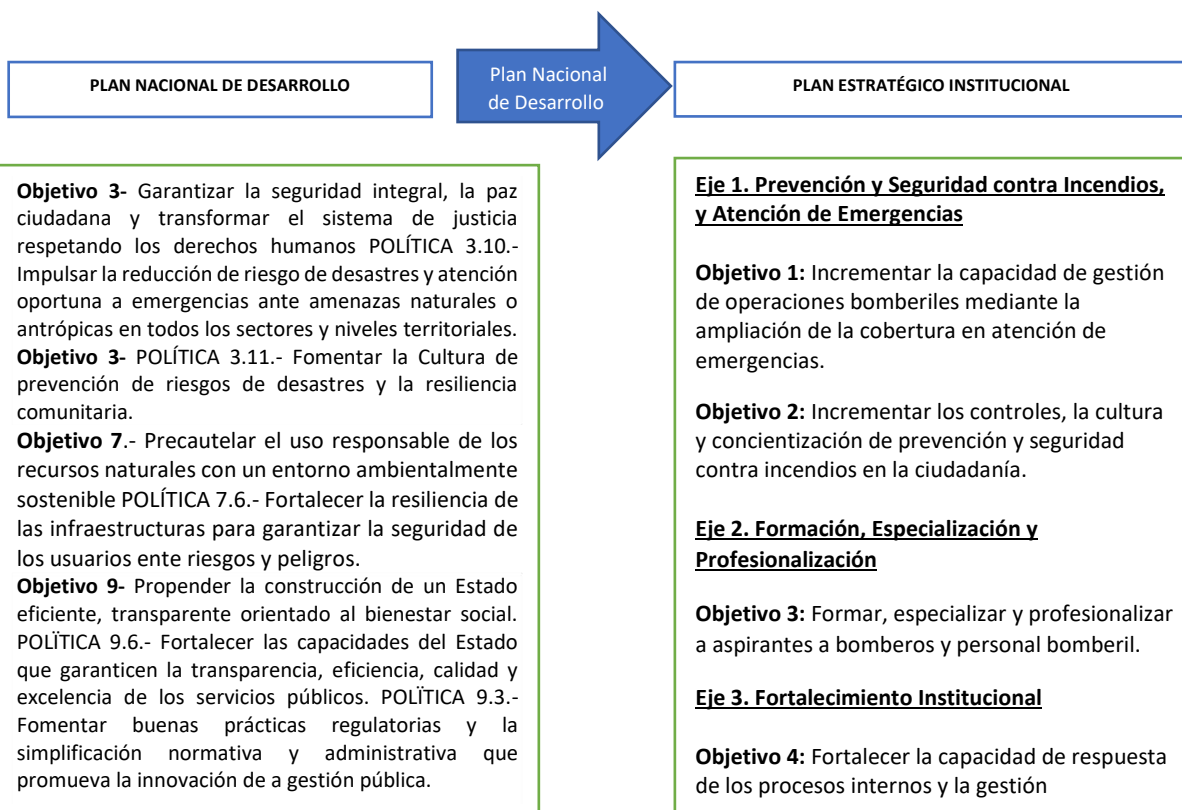 PLAN NACIONAL DE DESARROLLO
Plan Nacional
de Desarrollo
PLAN ESTRATÉGICO INSTITUCIONAL
Objetivo 3- Garantizar la seguridad integral, la paz
ciudadana y transformar el sistema de justicia
respetando los derechos humanos POLÍTICA 3.10.-
Impulsar la reducción de riesgo de desastres y atención
oportuna a emergencias ante amenazas naturales o
antrópicas en todos los sectores y niveles territoriales.
Objetivo 3- POLÍTICA 3.11.- Fomentar la Cultura de
prevención de riesgos de desastres y la resiliencia
comunitaria.
Objetivo 7.- Precautelar el uso responsable de los
recursos naturales con un entorno ambientalmente
sostenible POLÍTICA 7.6.- Fortalecer la resiliencia de
las infraestructuras para garantizar la seguridad de
los usuarios ente riesgos y peligros.
Objetivo 9- Propender la construcción de un Estado
eficiente, transparente orientado al bienestar social.
POLÏTICA 9.6.- Fortalecer las capacidades del Estado
que garanticen la transparencia, eficiencia, calidad y
excelencia de los servicios públicos. POLÏTICA 9.3.-
Fomentar buenas prácticas regulatorias y la
simplificación normativa y administrativa que
promueva la innovación de a gestión pública.
Eje 1. Prevención y Seguridad contra Incendios,
y Atención de Emergencias
Objetivo 1: Incrementar la capacidad de gestión
de operaciones bomberiles mediante la
ampliación de la cobertura en atención de
emergencias.
Objetivo 2: Incrementar los controles, la cultura
y concientización de prevención y seguridad
contra incendios en la ciudadanía.
Eje 2. Formación, Especialización y
Profesionalización
Objetivo 3: Formar, especializar y profesionalizar
a aspirantes a bomberos y personal bomberil.
Eje 3. Fortalecimiento Institucional
Objetivo 4: Fortalecer la capacidad de respuesta
de los procesos internos y la gestión